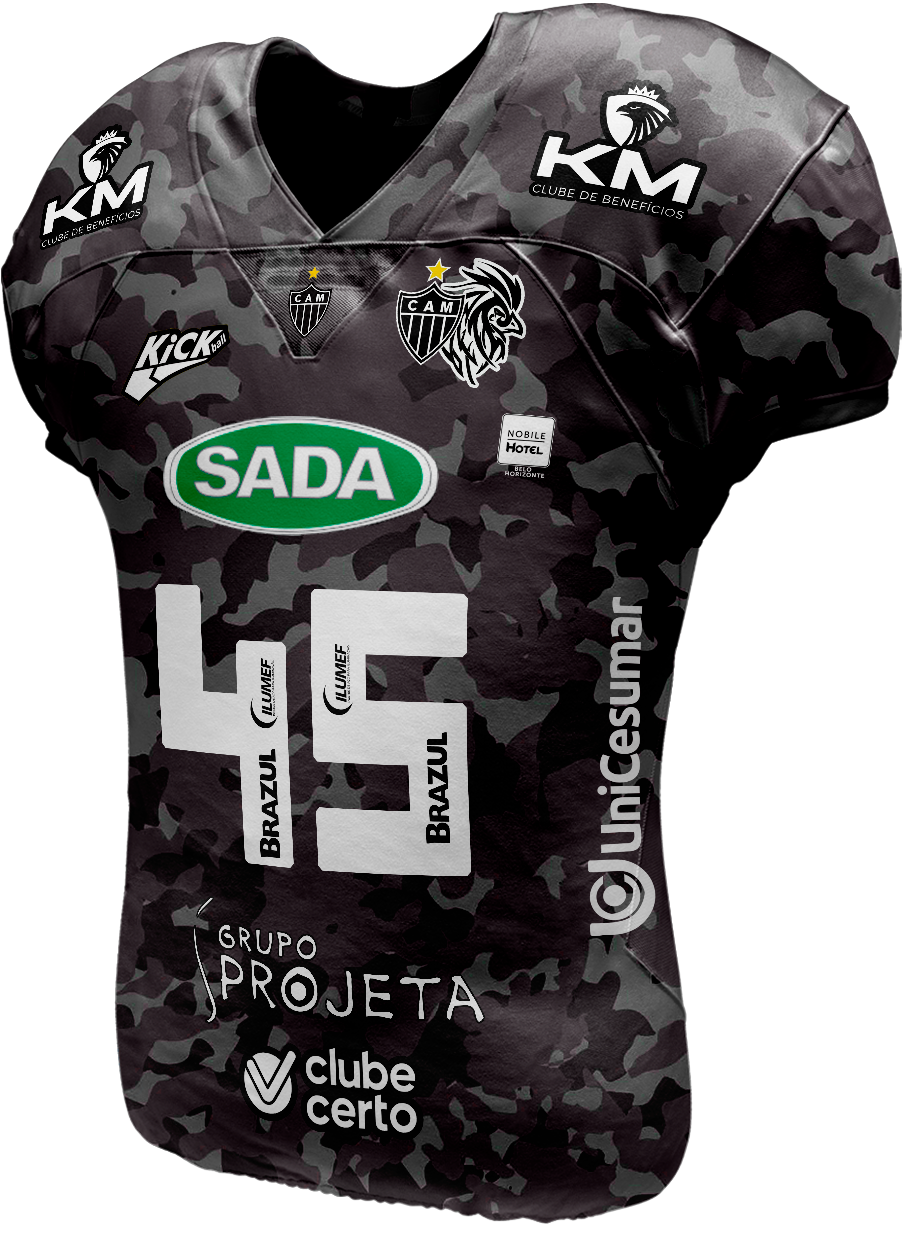 KM
CLUBE DE BENEFÍCIOS
KM
CLUBE DE BENEFÍCIOS
CAM
CAM
KiCK
ball
SADA
NOBILE
HOTEL
BELO
HORIZONTE
45
ILUMEF
BRAZUL
ILUMEF
BRAZUL
UniCesumar
GRUPO
PROJETA
clube
certo